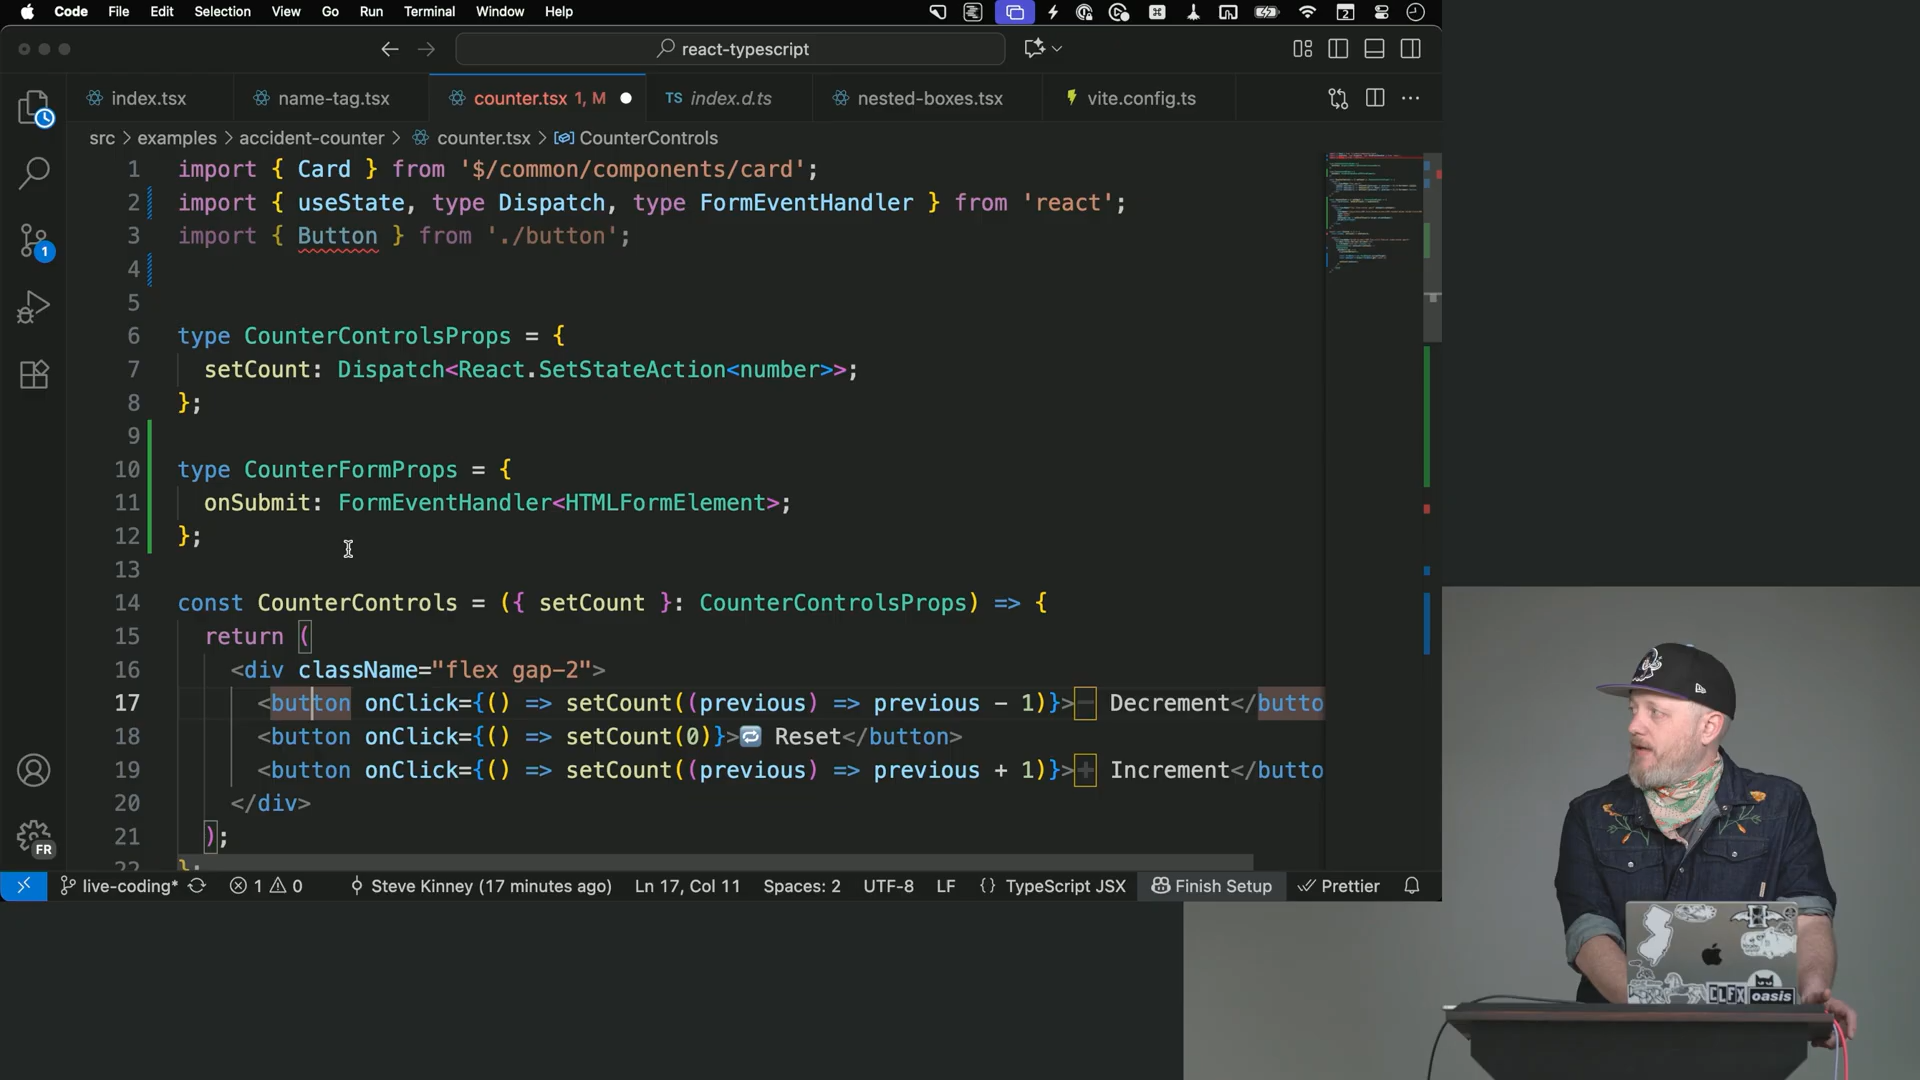 Code File Edit Selection View Go Run Terminal Window Help
react-typescript
index.tsx name-tag.tsx counter.tsx 1, M index.d.ts nested-boxes.tsx vite.config.ts
src > examples > accident-counter > counter.tsx > CounterControls
1 import { Card } from '$/common/components/card';
2 import { useState, type Dispatch, type FormEventHandler } from 'react';
3 import { Button } from './button';
4
5
6 type CounterControlsProps = {
7 setCount: Dispatch<React.SetStateAction<number>>;
8 };
9
10 type CounterFormProps = {
11 onSubmit: FormEventHandler<HTMLFormElement>;
12 };
13
14 const CounterControls = ({ setCount }: CounterControlsProps) => {
15 return (
16 <div className="flex gap-2">
17 <button onClick={() => setCount((previous) => previous - 1)}>➖ Decrement</butto
18 <button onClick={() => setCount(0)}>🔁 Reset</button>
19 <button onClick={() => setCount((previous) => previous + 1)}>➕ Increment</butto
20 </div>
21 );
22 };
FR
live-coding* 1 0 Steve Kinney (17 minutes ago) Ln 17, Col 11 Spaces: 2 UTF-8 LF {} TypeScript JSX Finish Setup Prettier
CLFX oasis